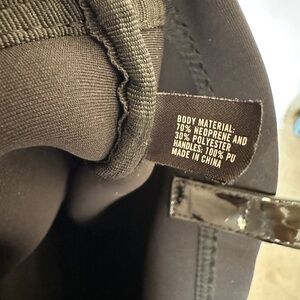 BODY MATERIAL:
70% NEOPRENE AND
30% POLYESTER
HANDLES: 100% PU
MADE IN CHINA